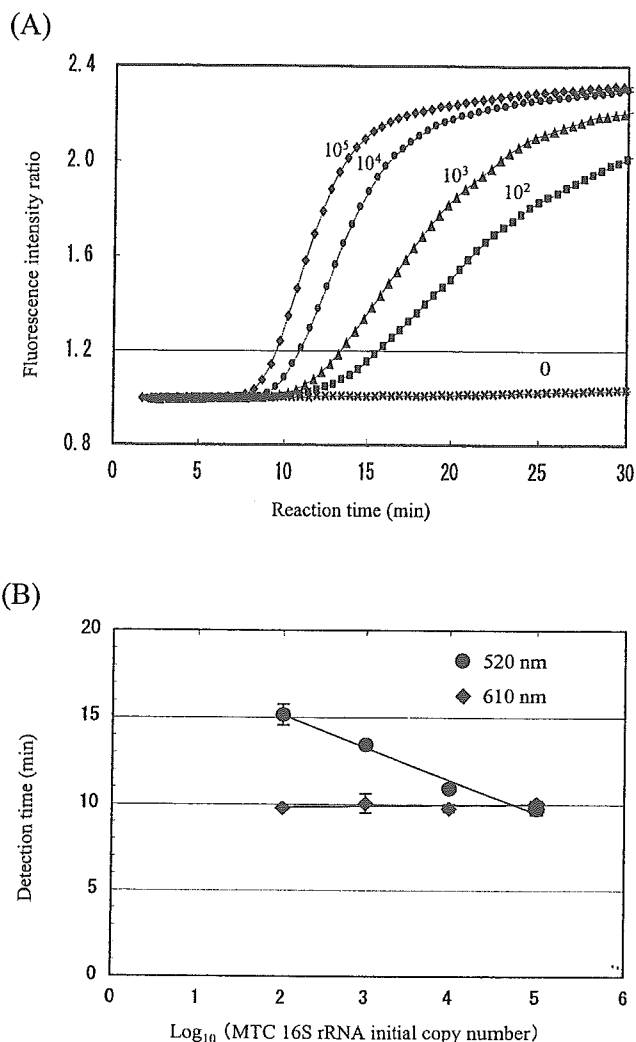 (A)
2.4
2.0
1.6
1.2
0.8
Fluorescence intensity ratio
10⁵
10⁴
10³
10²
0
0 5 10 15 20 25 30
Reaction time (min)
(B)
20
15
10
5
0
Detection time (min)
520 nm
610 nm
0 1 2 3 4 5 6
Log₁₀ (MTC 16S rRNA initial copy number)